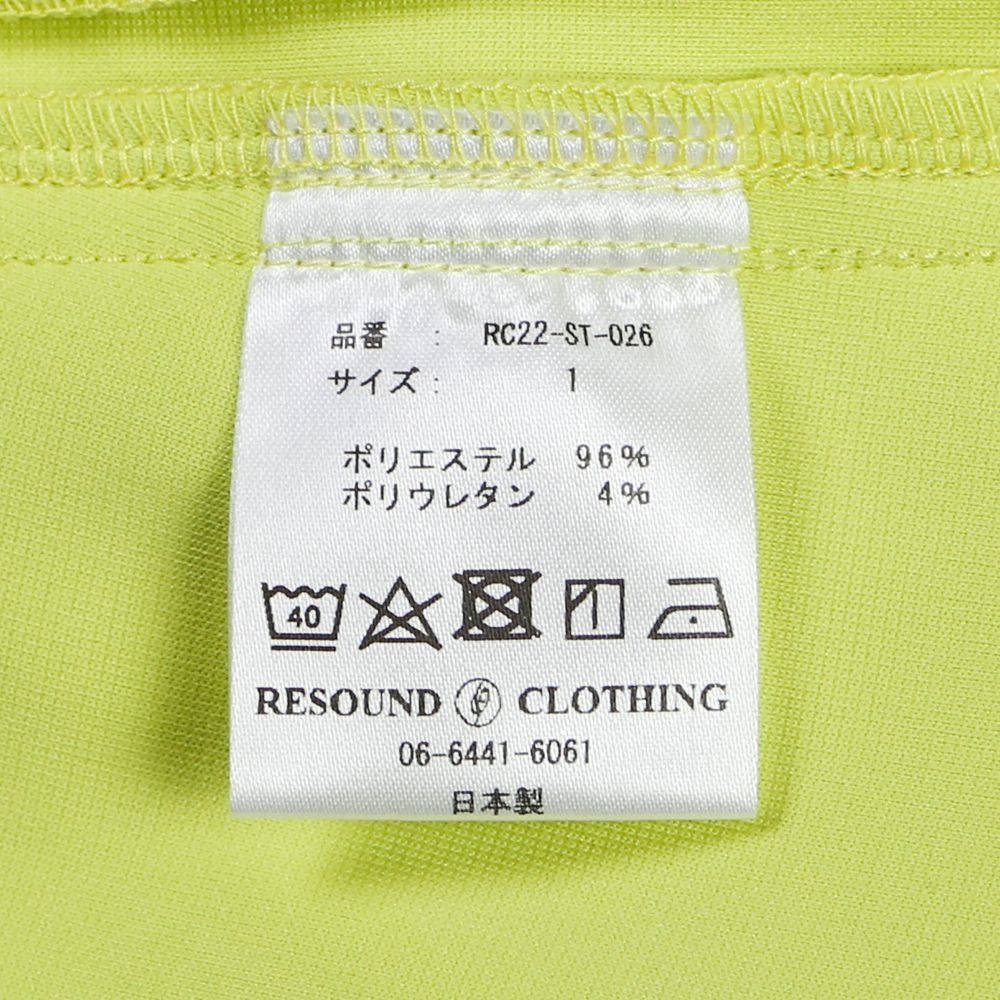 品番 : RC22-ST-026
サイズ : 1
ポリエステル 96%
ポリウレタン 4%
40
RESOUND CLOTHING
06-6441-6061
日本製